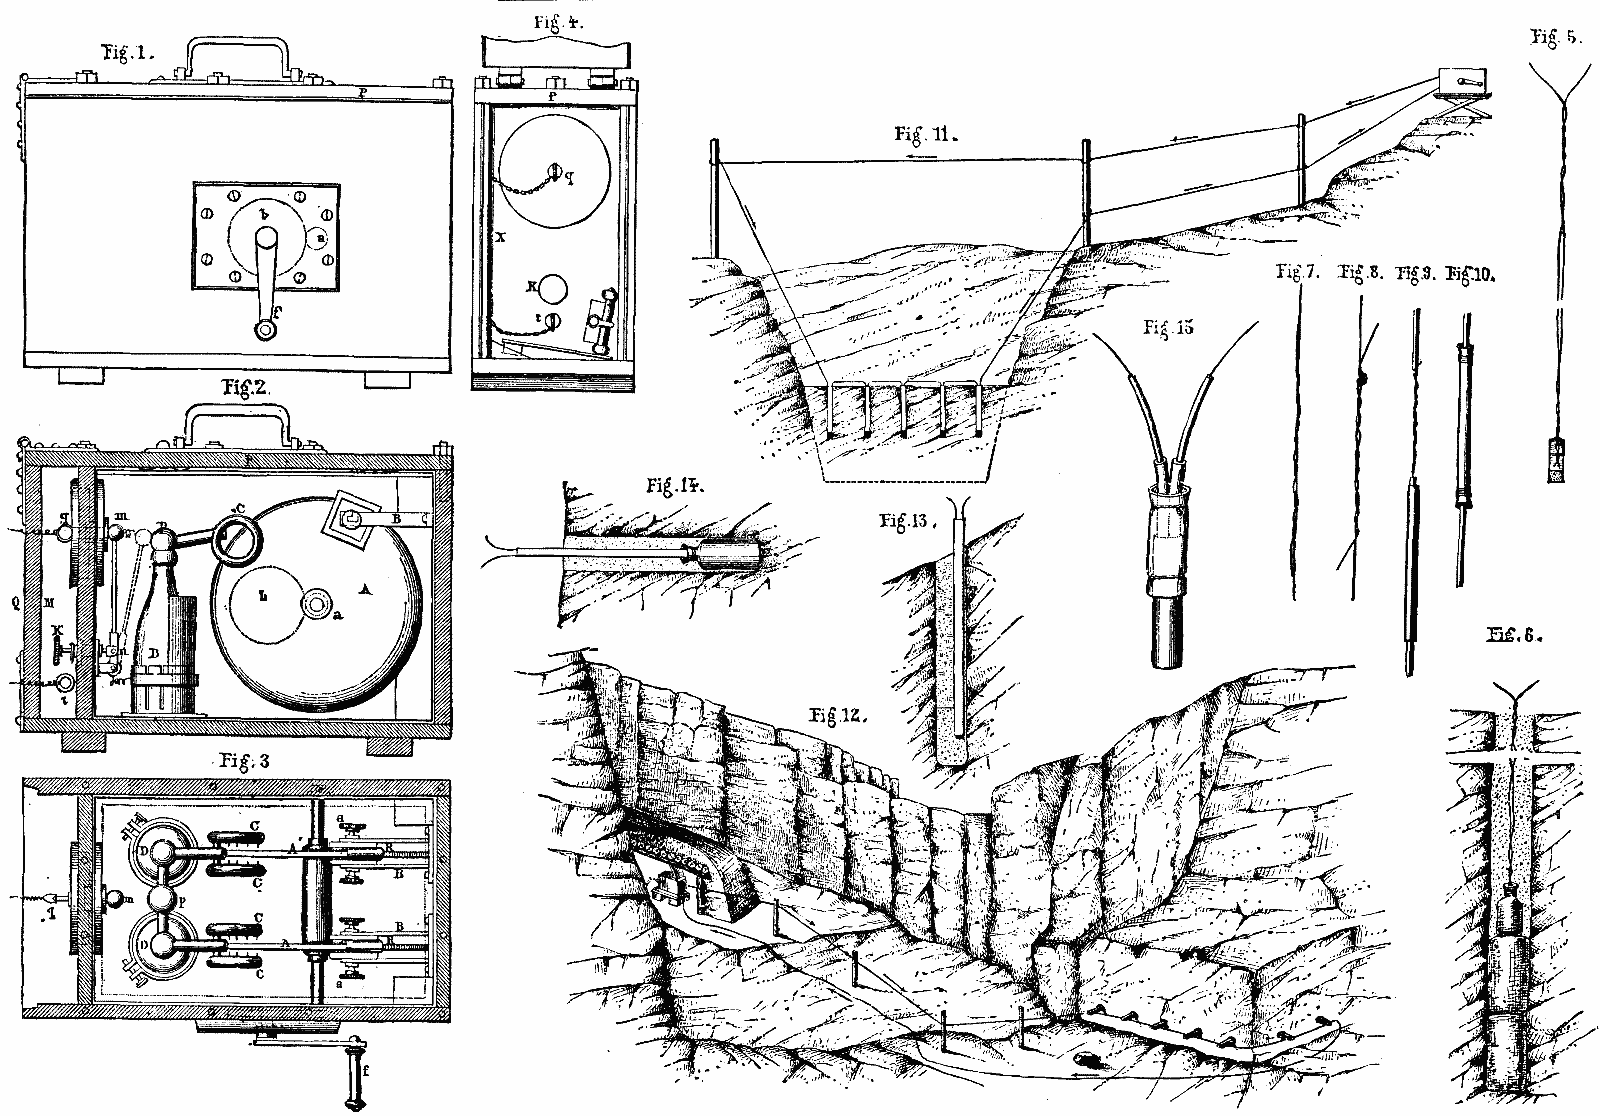 Fig. 1.
P
b
a
f
Fig. 4.
P
q
X
K
t
Fig. 11.
Fig. 5.
Fig. 7.
Fig. 8.
Fig. 9.
Fig. 10.
Fig. 15
Fig. 2.
q
m
C
B
L
A
a
Q
M
K
n
D
t
Fig. 14.
Fig. 13.
Fig. 6.
Fig. 12.
Fig. 3
a
C
A
R
D
B
C
m
p
q
C
B
D
A
R
C
a
f